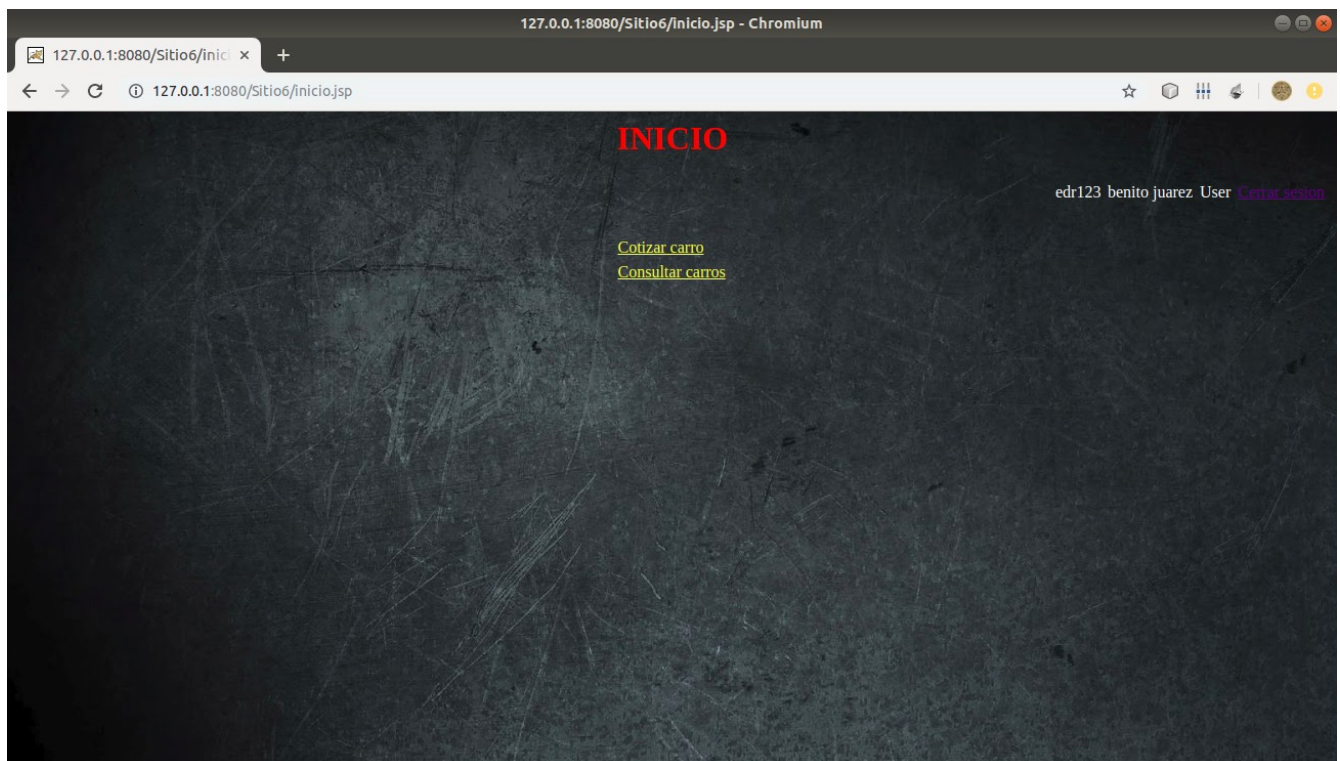 127.0.0.1:8080/Sitio6/inicio.jsp - Chromium
127.0.0.1:8080/Sitio6/inici
127.0.0.1:8080/Sitio6/inicio.jsp
INICIO
edr123 benito juarez User Cerrar sesion
Cotizar carro
Consultar carros